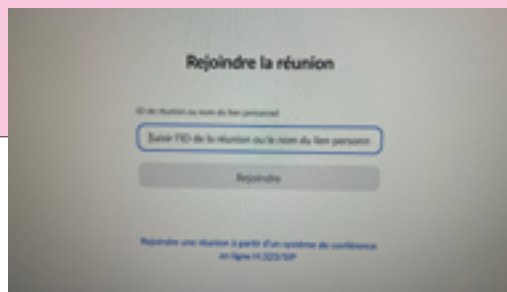 Rejoindre la réunion
ID de réunion ou nom du lien personnel
Saisir l'ID de la réunion ou le nom du lien personn
Rejoindre
Rejoindre une réunion à partir d'un système de conférence
en ligne H.323/SIP